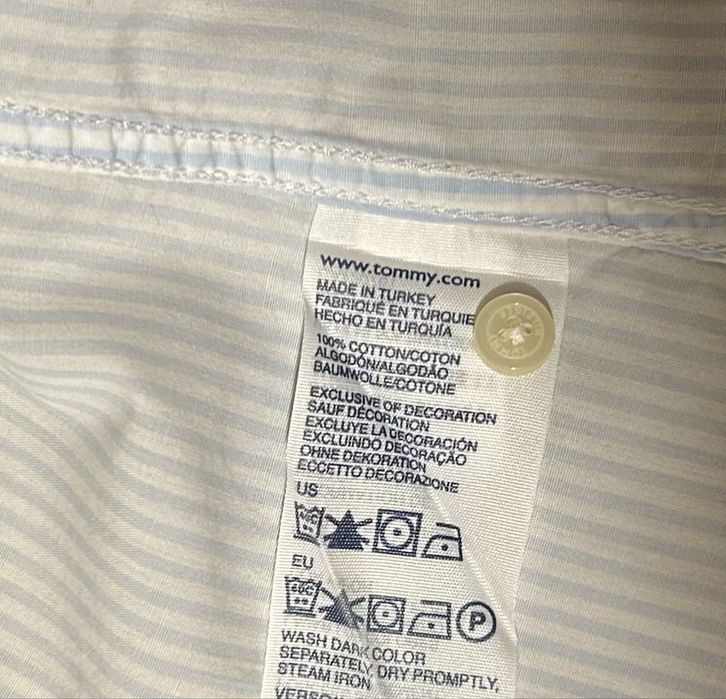 www.tommy.com
MADE IN TURKEY
FABRIQUÉ EN TURQUIE
HECHO EN TURQUÍA
100% COTTON/COTON
ALGODÓN/ALGODÃO
BAUMWOLLE/COTONE
EXCLUSIVE OF DECORATION
SAUF DÉCORATION
EXCLUYE LA DECORACIÓN
EXCLUINDO DECORAÇÃO
OHNE DEKORATION
ECCETTO DECORAZIONE
US
60C
EU
60C
P
WASH DARK COLOR
SEPARATELY, DRY PROMPTLY,
STEAM IRON